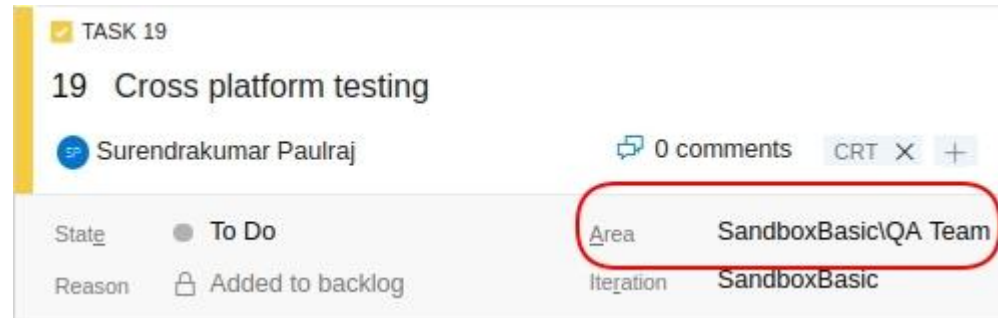 TASK 19
19 Cross platform testing
SP Surendrakumar Paulraj 0 comments CRT
State To Do Area SandboxBasic\QA Team
Reason Added to backlog Iteration SandboxBasic